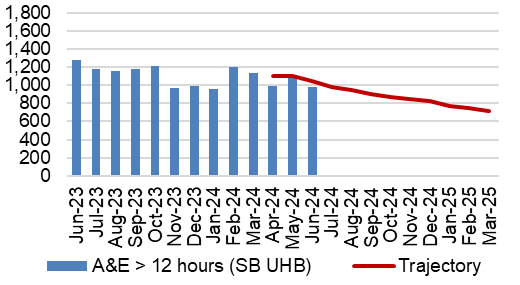 1,800
1,600
1,400
1,200
1,000
800
600
400
200
0
Jun-23
Jul-23
Aug-23
Sep-23
Oct-23
Nov-23
Dec-23
Jan-24
Feb-24
Mar-24
Apr-24
May-24
Jun-24
Jul-24
Aug-24
Sep-24
Oct-24
Nov-24
Dec-24
Jan-25
Feb-25
Mar-25
A&E > 12 hours (SB UHB)
Trajectory